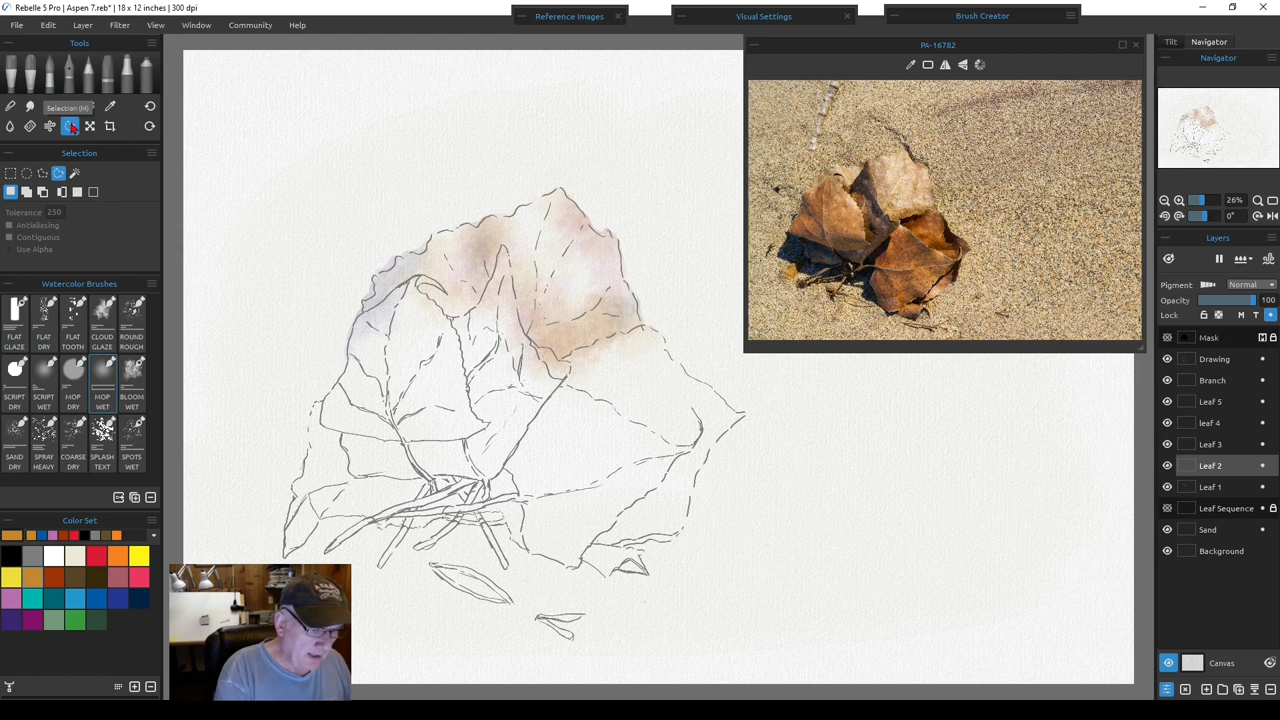 Rebelle 5 Pro | Aspen 7.reb* | 18 x 12 inches | 300 dpi
File Edit Layer Filter View Window Community Help
Reference Images
Visual Settings
Brush Creator
Tools
Selection (M)
Selection
Tolerance 250
Antialiasing
Contiguous
Use Alpha
Watercolor Brushes
FLAT GLAZE
FLAT DRY
FLAT TOOTH
CLOUD GLAZE
ROUND ROUGH
SCRIPT DRY
SCRIPT WET
MOP DRY
MOP WET
BLOOM WET
SAND DRY
SPRAY HEAVY
COARSE DRY
SPLASH TEXT
SPOTS WET
Color Set
PA-16782
Tilt Navigator
Navigator
26%
0°
Layers
Pigment: Normal
Opacity 100
Lock: M T
Mask M
Drawing
Branch
Leaf 5
leaf 4
Leaf 3
Leaf 2
Leaf 1
Leaf Sequence
Sand
Background
Canvas